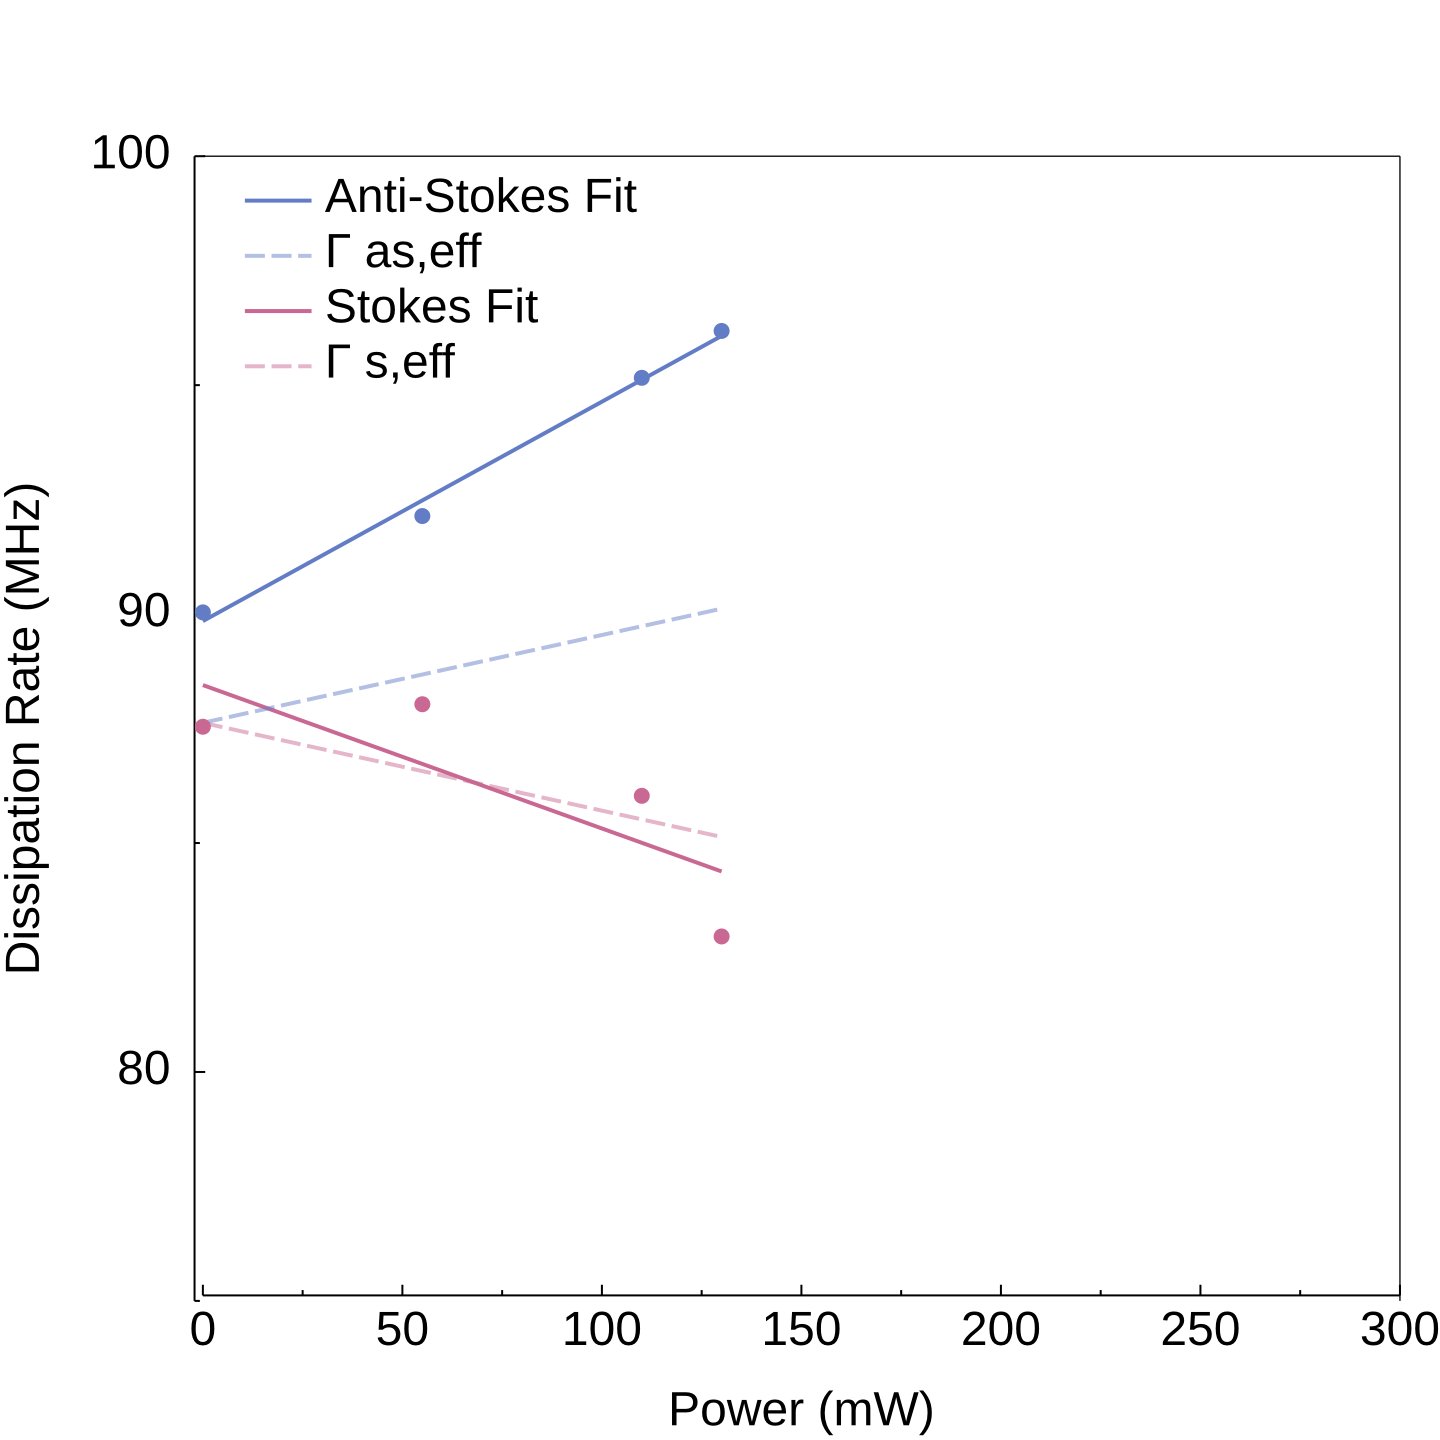 100
Anti-Stokes Fit
Γ as,eff
Stokes Fit
Γ s,eff
90
80
Dissipation Rate (MHz)
0 50 100 150 200 250 300
Power (mW)